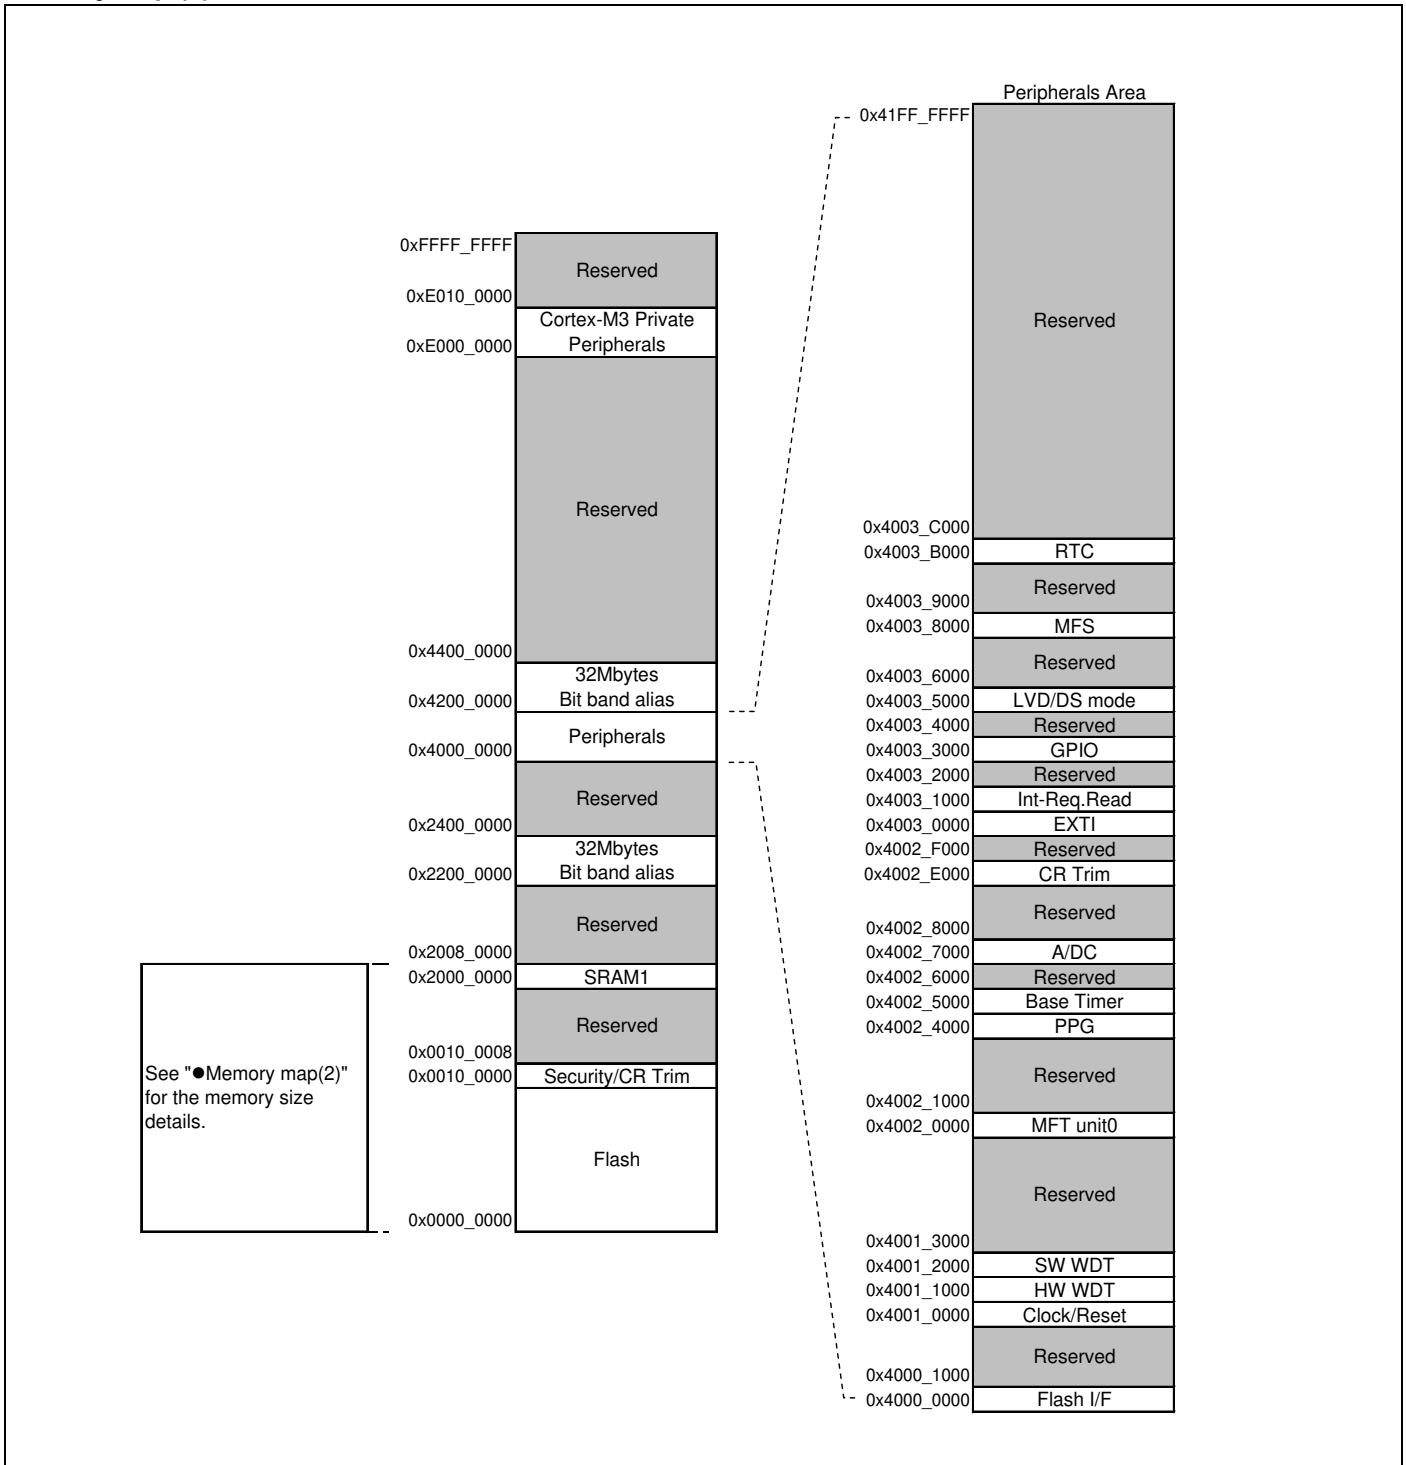 Peripherals Area
0x41FF_FFFF
Reserved
0x4003_C000
0x4003_B000 RTC
Reserved
0x4003_9000
0x4003_8000 MFS
Reserved
0x4003_6000
0x4003_5000 LVD/DS mode
0x4003_4000 Reserved
0x4003_3000 GPIO
0x4003_2000 Reserved
0x4003_1000 Int-Req.Read
0x4003_0000 EXTI
0x4002_F000 Reserved
0x4002_E000 CR Trim
Reserved
0x4002_8000
0x4002_7000 A/DC
0x4002_6000 Reserved
0x4002_5000 Base Timer
0x4002_4000 PPG
Reserved
0x4002_1000
0x4002_0000 MFT unit0
Reserved
0x4001_3000
0x4001_2000 SW WDT
0x4001_1000 HW WDT
0x4001_0000 Clock/Reset
Reserved
0x4000_1000
0x4000_0000 Flash I/F
0xFFFF_FFFF
Reserved
0xE010_0000
Cortex-M3 Private
0xE000_0000 Peripherals
Reserved
0x4400_0000
32Mbytes
0x4200_0000 Bit band alias
Peripherals
0x4000_0000
Reserved
0x2400_0000
32Mbytes
0x2200_0000 Bit band alias
Reserved
0x2008_0000
0x2000_0000 SRAM1
Reserved
0x0010_0008
0x0010_0000 Security/CR Trim
Flash
0x0000_0000
See "●Memory map(2)"
for the memory size
details.